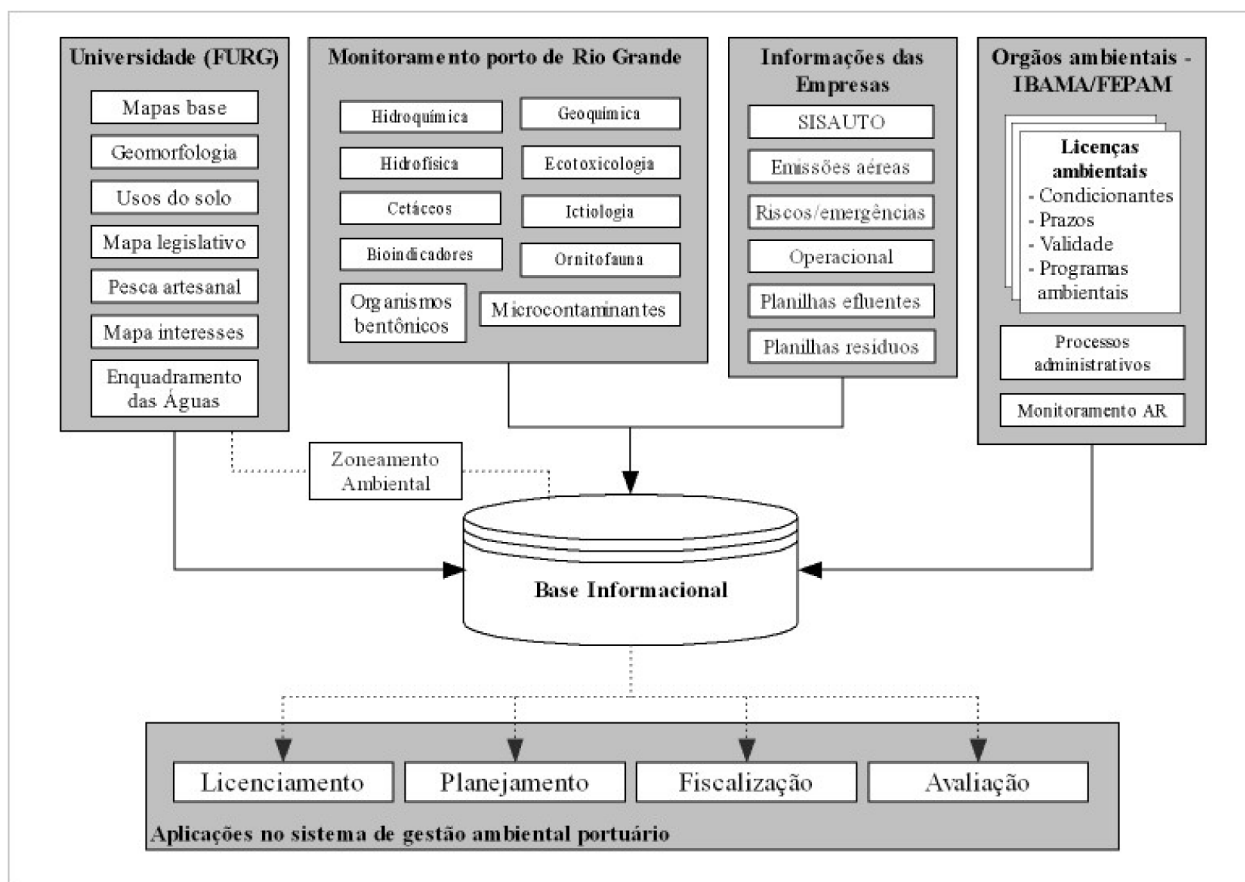 Universidade (FURG)
Mapas base
Geomorfologia
Usos do solo
Mapa legislativo
Pesca artesanal
Mapa interesses
Enquadramento
das Águas
Monitoramento porto de Rio Grande
Hidroquímica
Geoquímica
Hidrofísica
Ecotoxicologia
Cetáceos
Ictiologia
Bioindicadores
Ornitofauna
Organismos
bentônicos
Microcontaminantes
Informações das
Empresas
SISAUTO
Emissões aéreas
Riscos/emergências
Operacional
Planilhas efluentes
Planilhas resíduos
Orgãos ambientais -
IBAMA/FEPAM
Licenças
ambientais
- Condicionantes
- Prazos
- Validade
- Programas
ambientais
Processos
administrativos
Monitoramento AR
Zoneamento
Ambiental
Base Informacional
Licenciamento
Planejamento
Fiscalização
Avaliação
Aplicações no sistema de gestão ambiental portuário